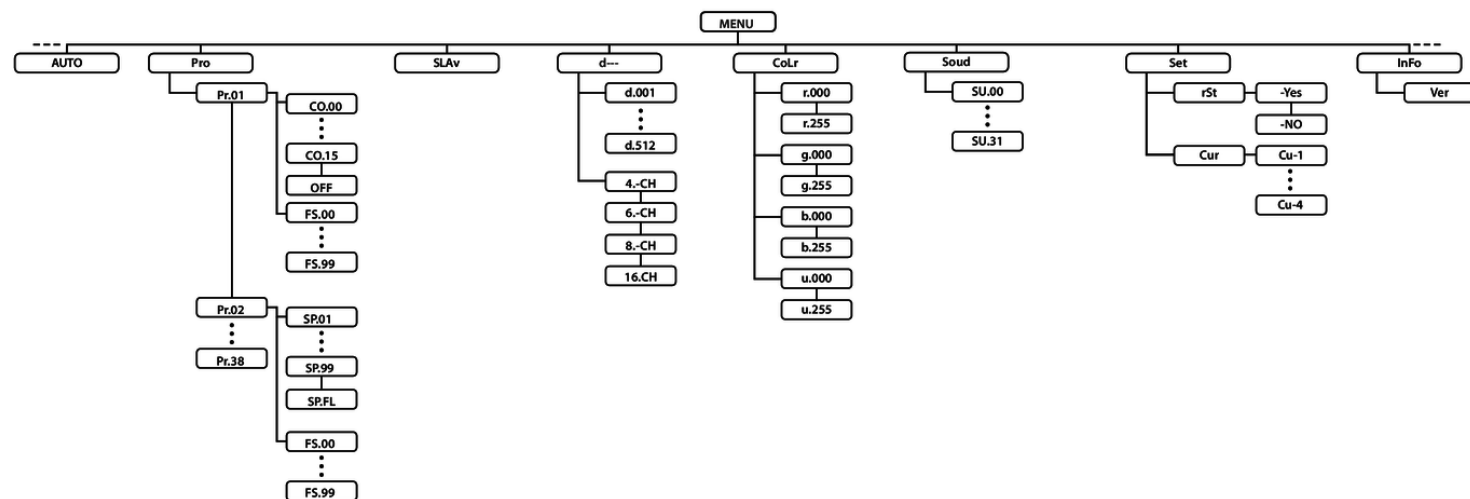 MENU
AUTO
Pro
SLAv
d---
CoLr
Soud
Set
InFo
Pr.01
CO.00
CO.15
OFF
FS.00
FS.99
Pr.02
Pr.38
SP.01
SP.99
SP.FL
FS.00
FS.99
d.001
d.512
4.-CH
6.-CH
8.-CH
16.CH
r.000
r.255
g.000
g.255
b.000
b.255
u.000
u.255
SU.00
SU.31
rSt
-Yes
-NO
Cur
Cu-1
Cu-4
Ver